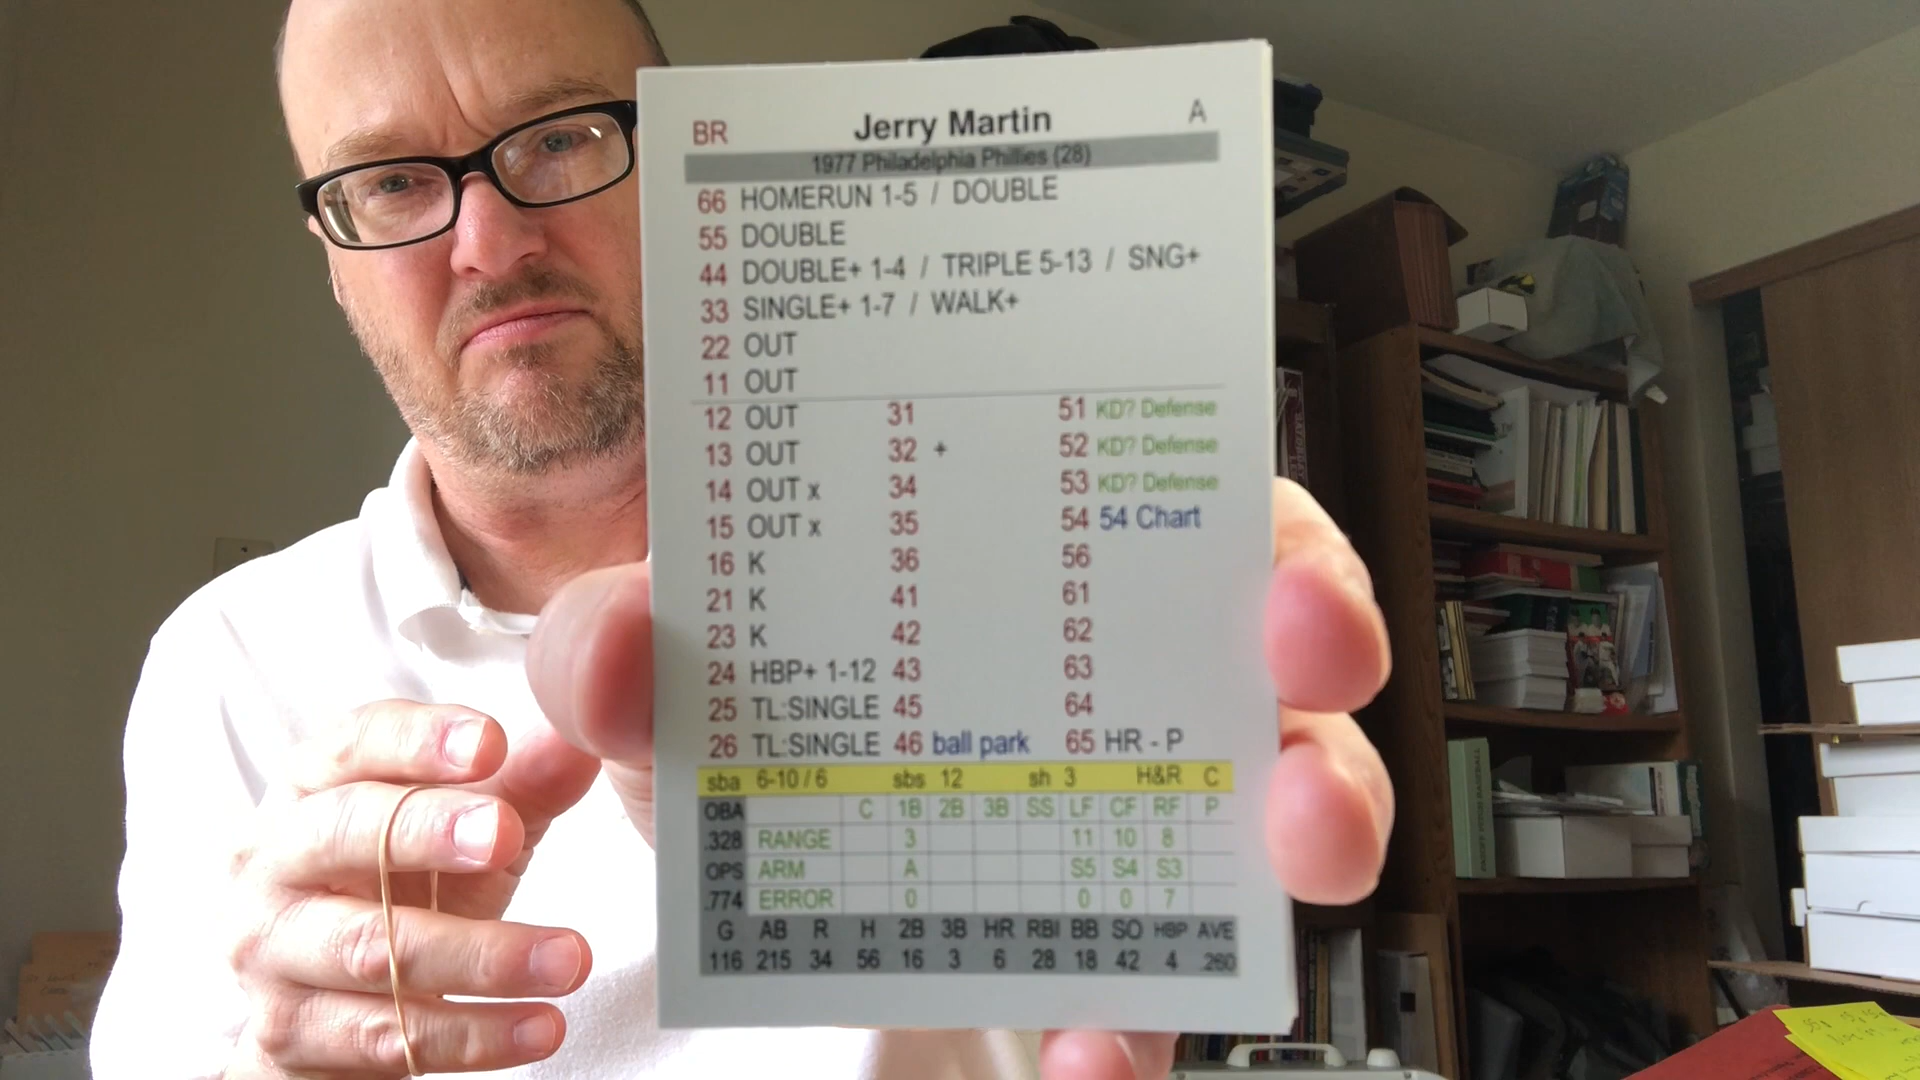 BR Jerry Martin A
1977 Philadelphia Phillies (28)
66 HOMERUN 1-5 / DOUBLE
55 DOUBLE
44 DOUBLE+ 1-4 / TRIPLE 5-13 / SNG+
33 SINGLE+ 1-7 / WALK+
22 OUT
11 OUT
12 OUT 31 51 KD? Defense
13 OUT 32 + 52 KD? Defense
14 OUT x 34 53 KD? Defense
15 OUT x 35 54 54 Chart
16 K 36 56
21 K 41 61
23 K 42 62
24 HBP+ 1-12 43 63
25 TL:SINGLE 45 64
26 TL:SINGLE 46 ball park 65 HR - P
sba 6-10 / 6 sbs 12 sh 3 H&R C
OBA C 1B 2B 3B SS LF CF RF P
.328 RANGE 3 11 10 8
OPS ARM A S5 S4 S3
.774 ERROR 0 0 0 7
G AB R H 2B 3B HR RBI BB SO HBP AVE
116 215 34 56 16 3 6 28 18 42 4 .260